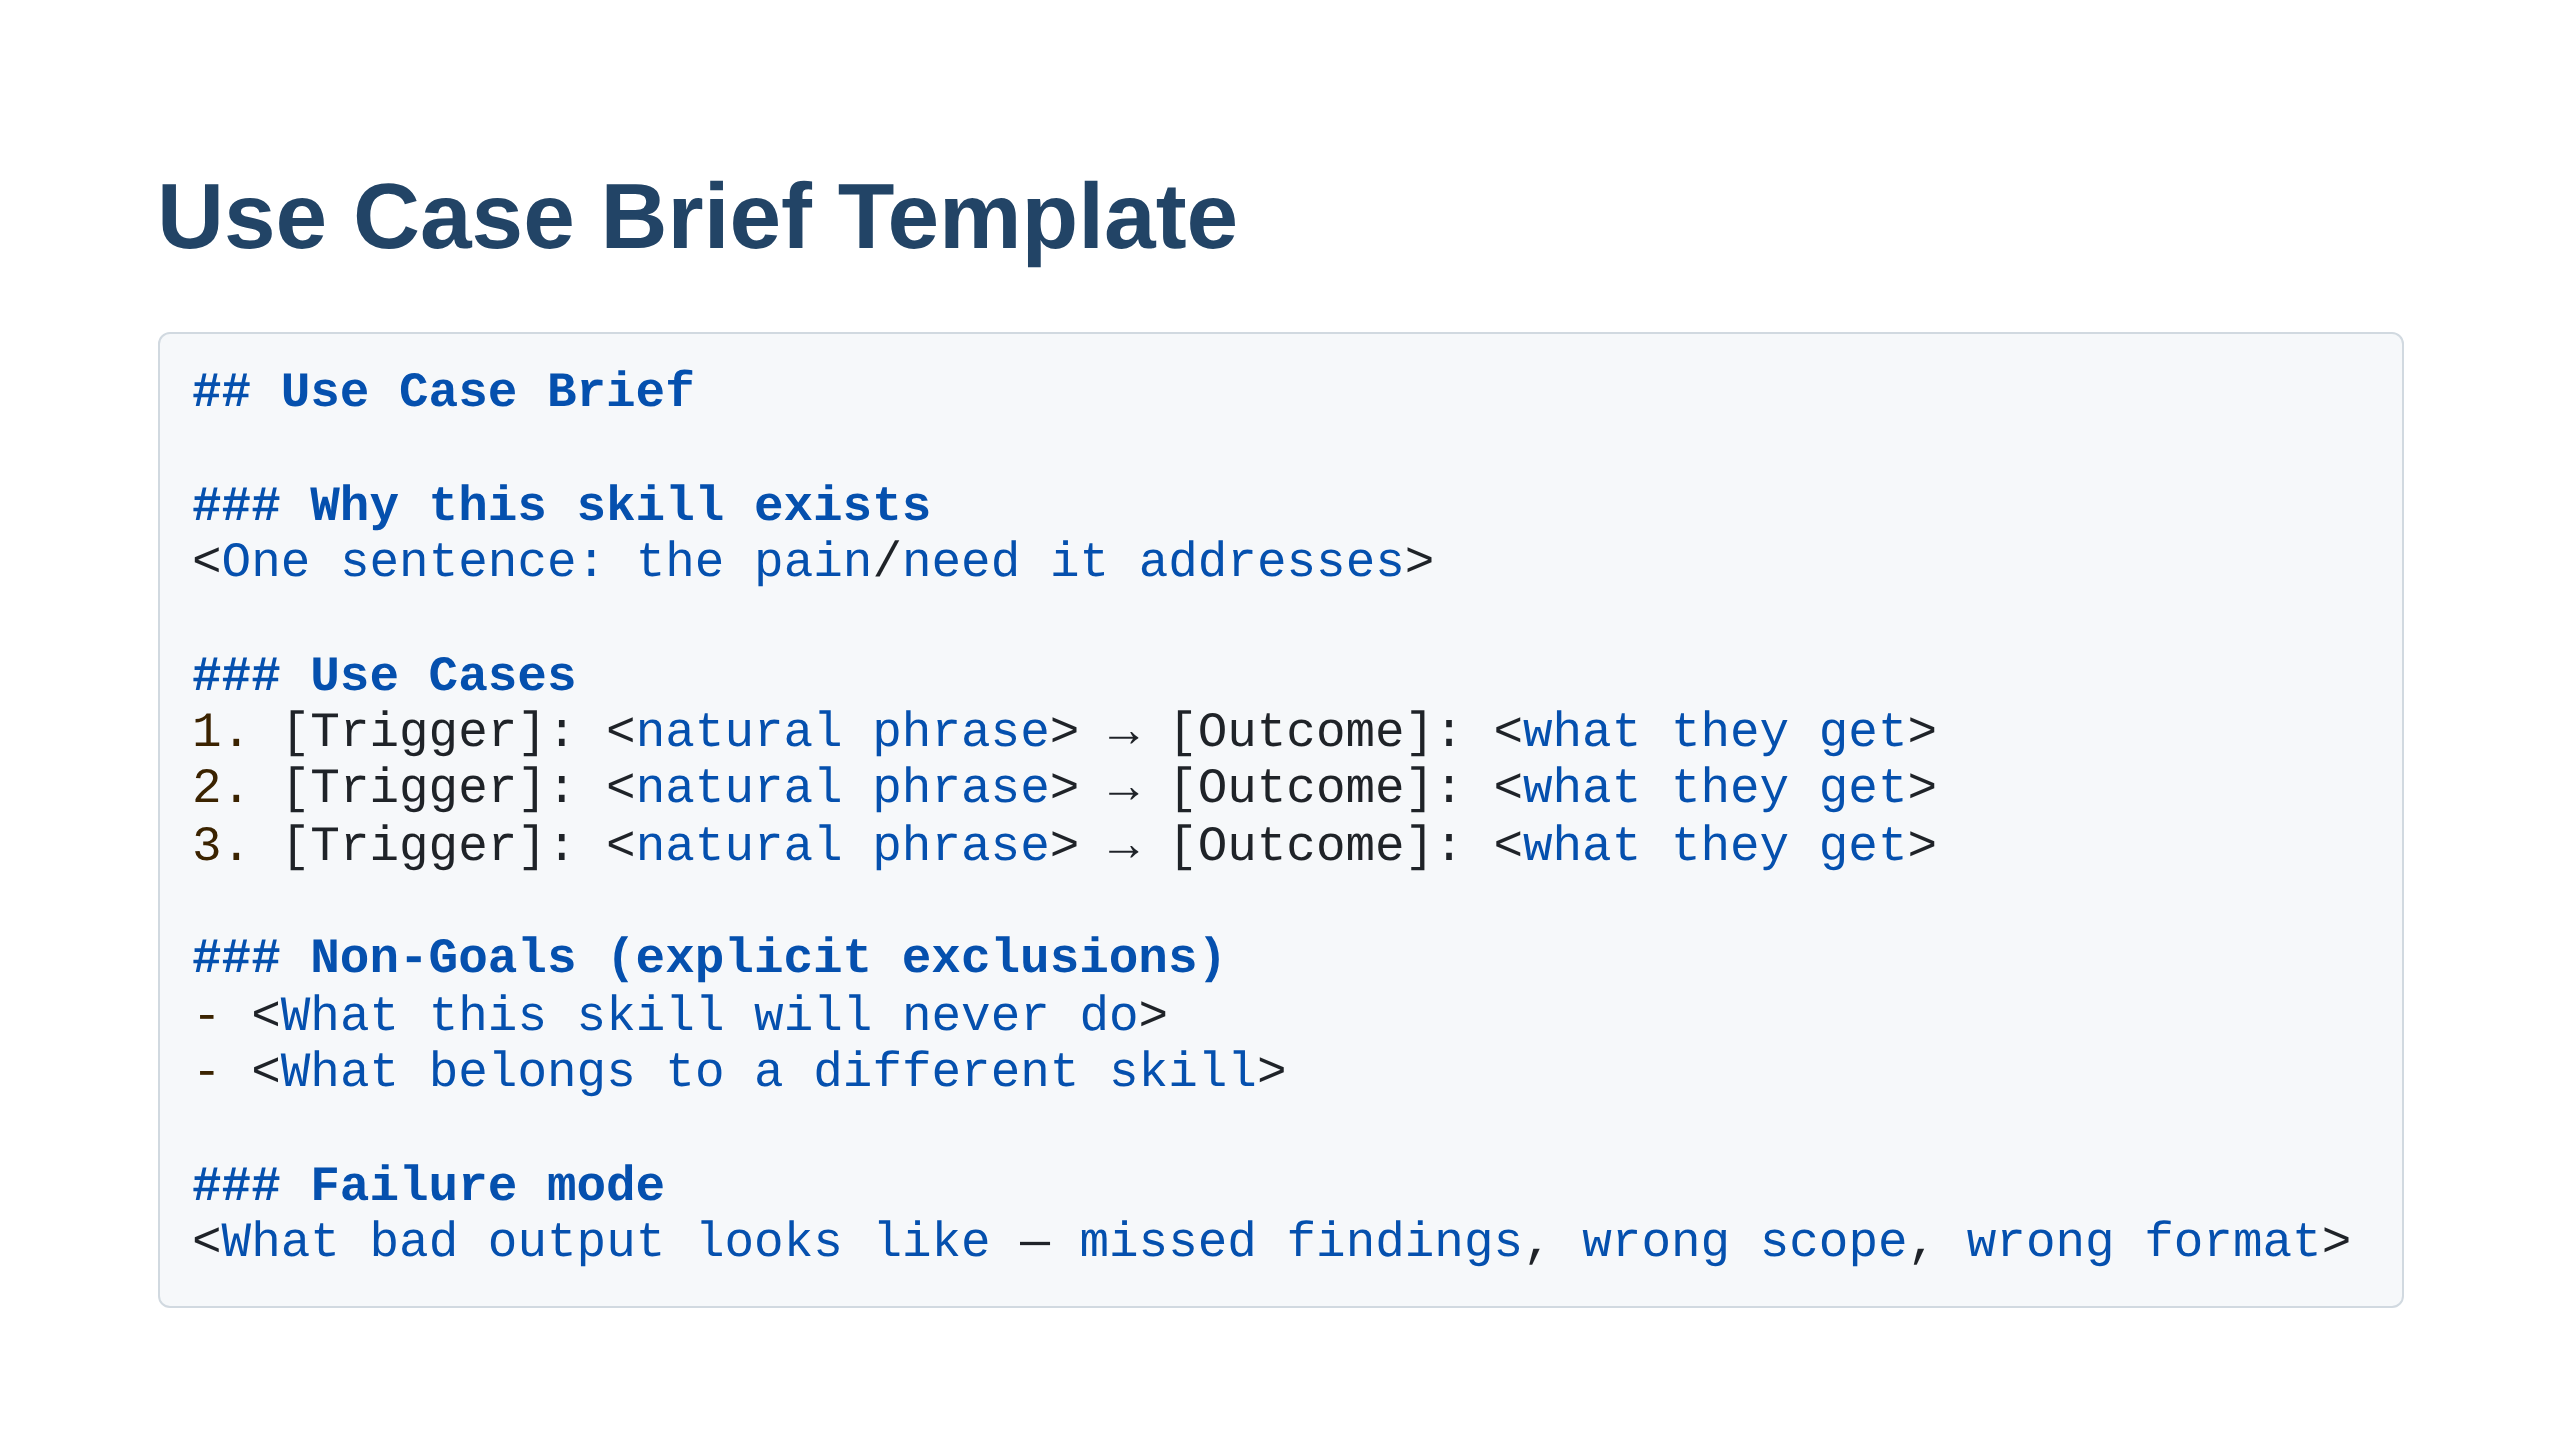 Use Case Brief Template
## Use Case Brief
### Why this skill exists
<One sentence: the pain/need it addresses>
### Use Cases
1. [Trigger]: <natural phrase> → [Outcome]: <what they get>
2. [Trigger]: <natural phrase> → [Outcome]: <what they get>
3. [Trigger]: <natural phrase> → [Outcome]: <what they get>
### Non-Goals (explicit exclusions)
- <What this skill will never do>
- <What belongs to a different skill>
### Failure mode
<What bad output looks like — missed findings, wrong scope, wrong format>